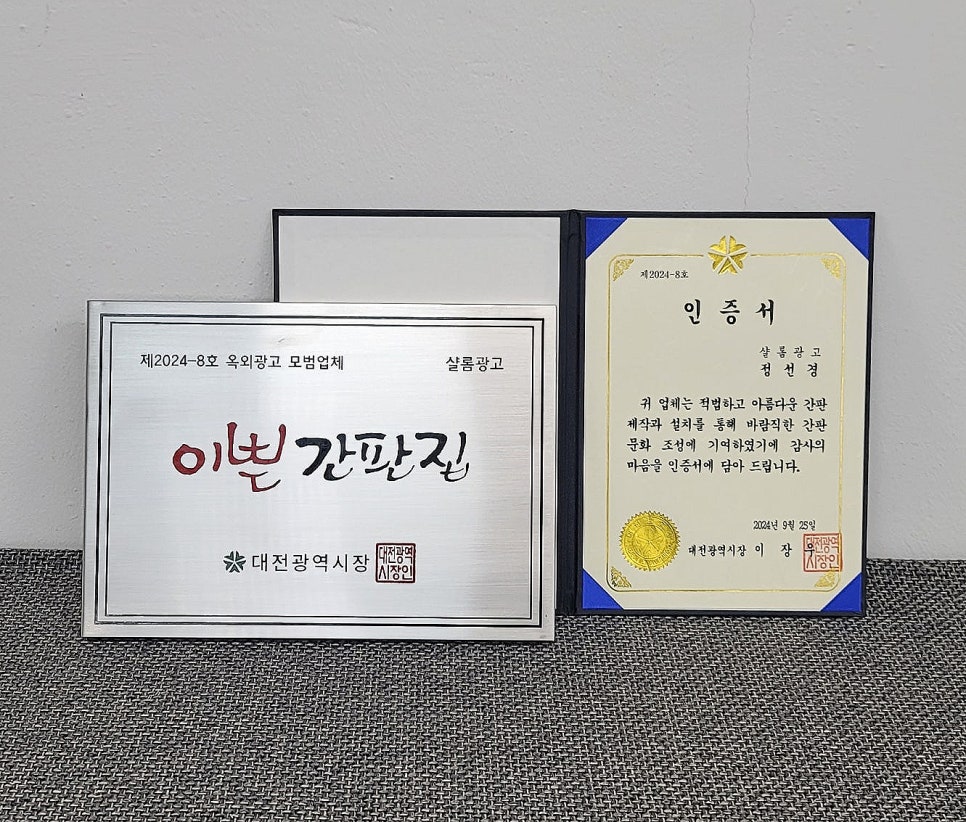 제2024-8호 옥외광고 모범업체 샬롬광고
이쁜 간판집
대전광역시장
대전광역
시장인
제2024-8호
인증서
샬롬광고
정선경
귀 업체는 적법하고 아름다운 간판
제작과 설치를 통해 바람직한 간판
문화 조성에 기여하였기에 감사의
마음을 인증서에 담아 드립니다.
2024년 9월 25일
대전광역시장 이 장 우
대전광역
시장인